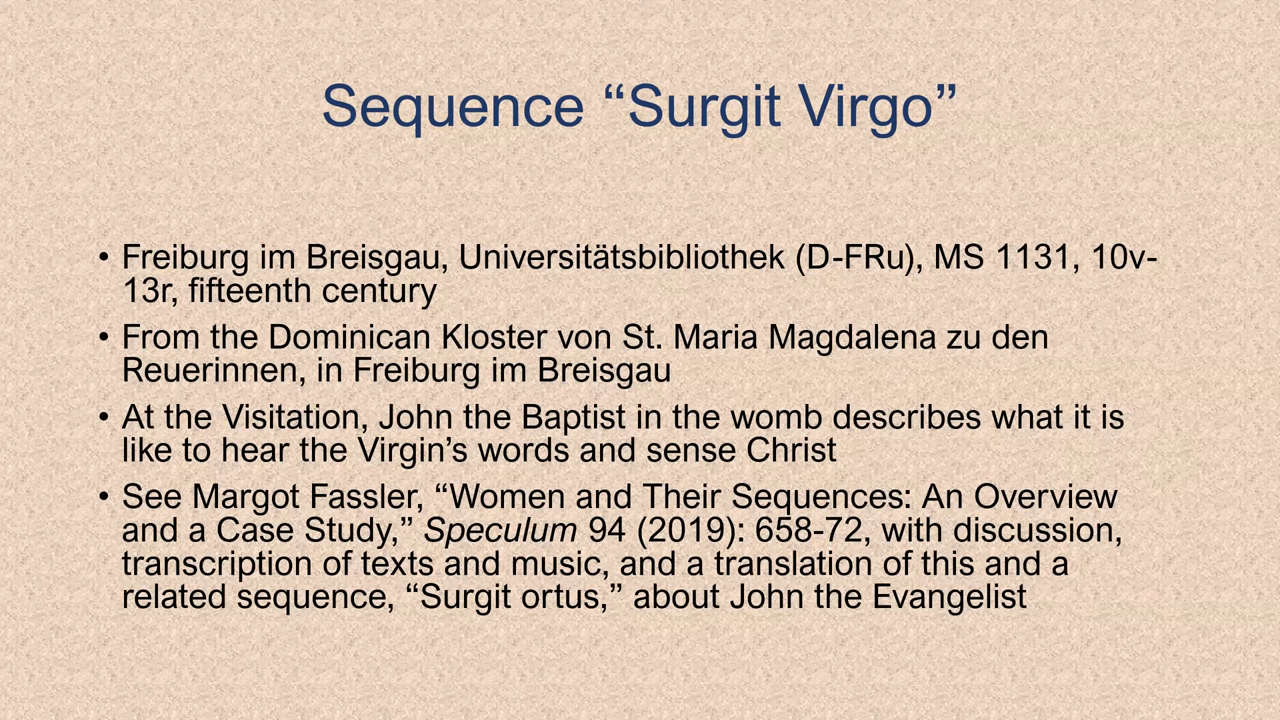 Sequence “Surgit Virgo”
• Freiburg im Breisgau, Universitätsbibliothek (D-FRu), MS 1131, 10v-
13r, fifteenth century
• From the Dominican Kloster von St. Maria Magdalena zu den
Reuerinnen, in Freiburg im Breisgau
• At the Visitation, John the Baptist in the womb describes what it is
like to hear the Virgin’s words and sense Christ
• See Margot Fassler, “Women and Their Sequences: An Overview
and a Case Study,” Speculum 94 (2019): 658-72, with discussion,
transcription of texts and music, and a translation of this and a
related sequence, “Surgit ortus,” about John the Evangelist